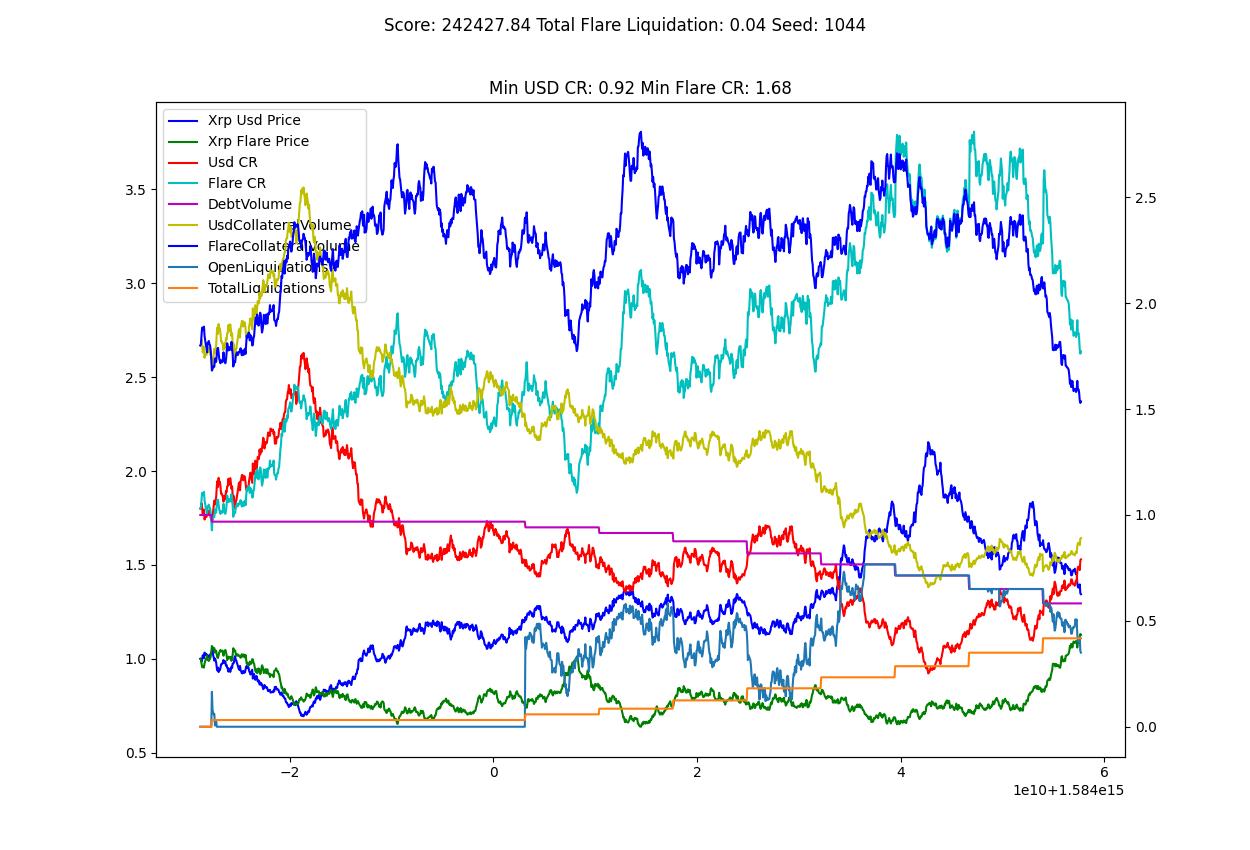 Score: 242427.84 Total Flare Liquidation: 0.04 Seed: 1044
Min USD CR: 0.92 Min Flare CR: 1.68
Xrp Usd Price
Xrp Flare Price
Usd CR
Flare CR
DebtVolume
UsdCollateralVolume
FlareCollateralVolume
OpenLiquidations
TotalLiquidations
3.5
3.0
2.5
2.0
1.5
1.0
0.5
2.5
2.0
1.5
1.0
0.5
0.0
−2 0 2 4 6
1e10+1.584e15